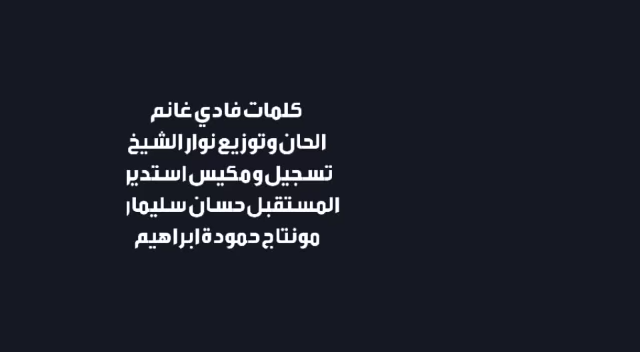 كلمات فادي غانم
الحان وتوزيع نوار الشيخ
تسجيل ومكيس استدير
المستقبل حسان سليمار
مونتاج حمودة ابراهيم